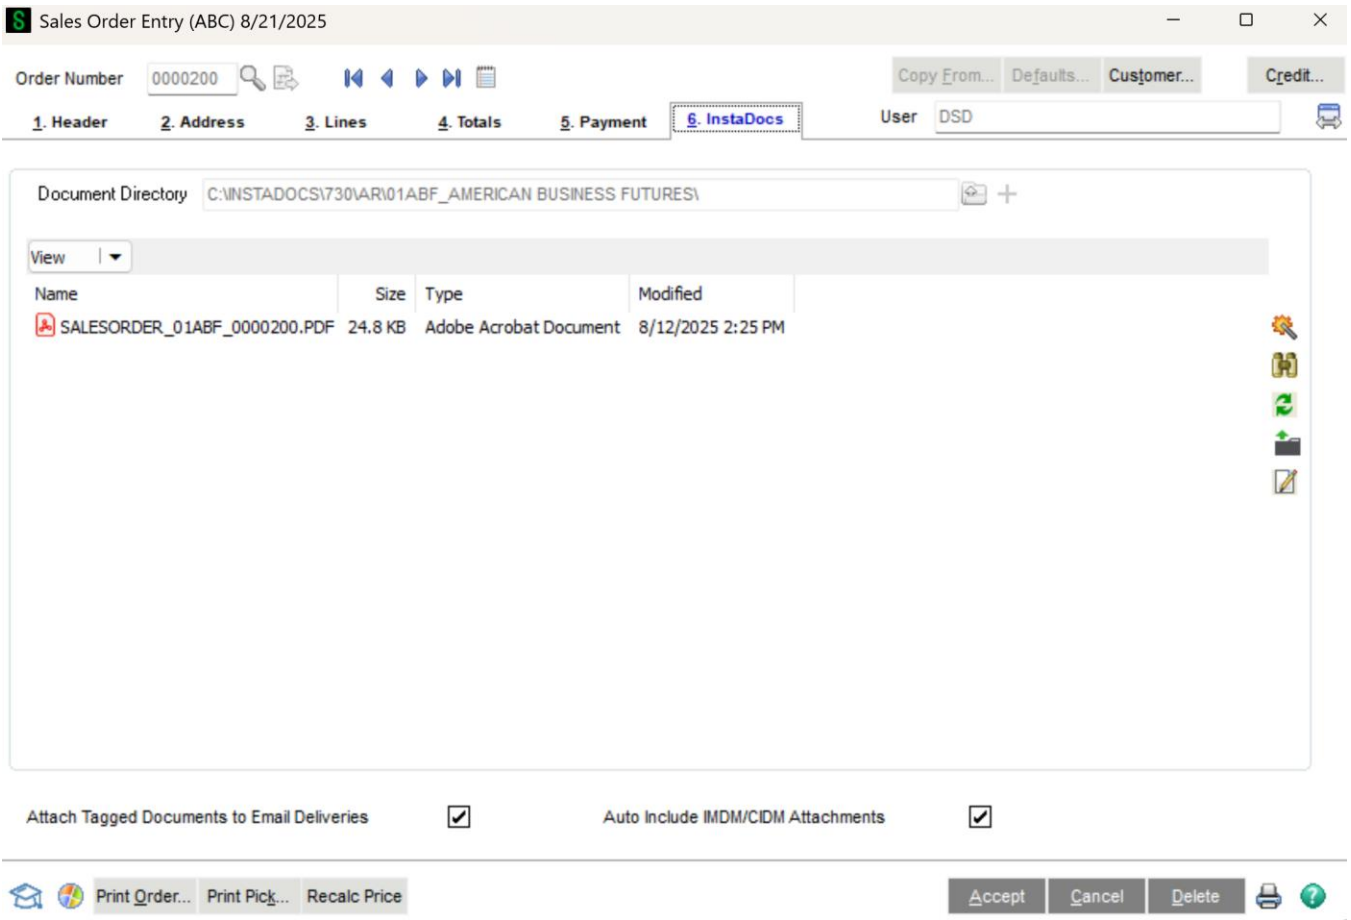 Sales Order Entry (ABC) 8/21/2025
Order Number 0000200 Copy From... Defaults... Customer... Credit...
1. Header 2. Address 3. Lines 4. Totals 5. Payment 6. InstaDocs User DSD
Document Directory C:\INSTADOCS\730\AR\01ABF_AMERICAN BUSINESS FUTURES\
View
Name Size Type Modified
SALESORDER_01ABF_0000200.PDF 24.8 KB Adobe Acrobat Document 8/12/2025 2:25 PM
Attach Tagged Documents to Email Deliveries Auto Include IMDM/CIDM Attachments
Print Order... Print Pick... Recalc Price Accept Cancel Delete